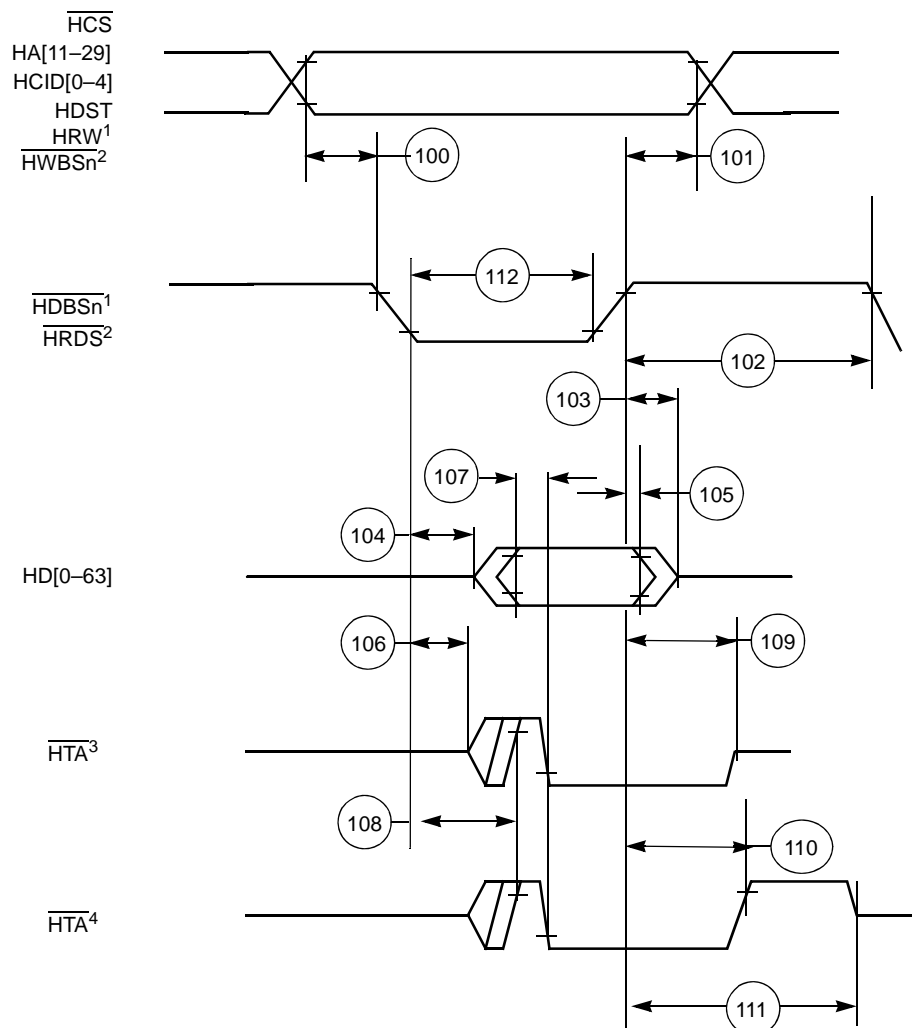 HCS
HA[11–29]
HCID[0–4]
HDST
HRW1
HWBSn2
100
101
112
HDBSn1
HRDS2
102
103
107
105
104
HD[0–63]
106
109
HTA3
108
110
HTA4
111